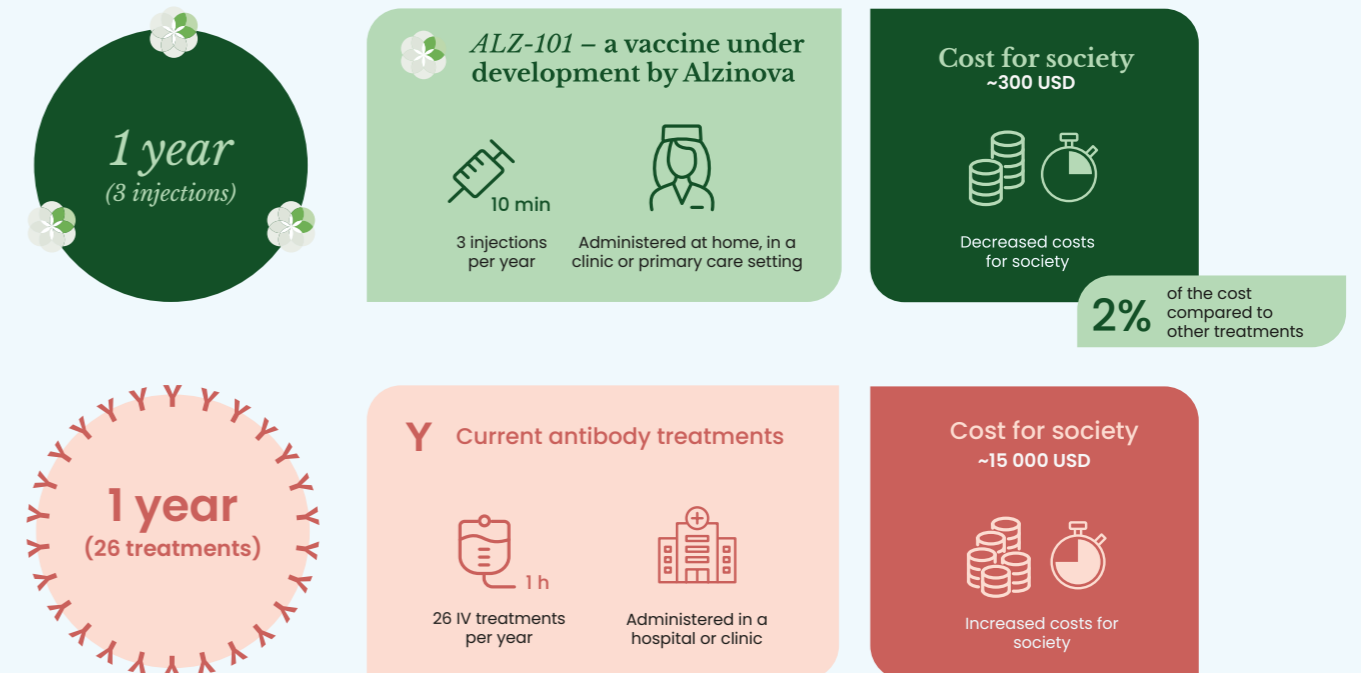 1 year
(3 injections)
ALZ-101 – a vaccine under
development by Alzinova
10 min
3 injections
per year
Administered at home, in a
clinic or primary care setting
Cost for society
~300 USD
Decreased costs
for society
2%
of the cost
compared to
other treatments
1 year
(26 treatments)
Y Current antibody treatments
1 h
26 IV treatments
per year
Administered in a
hospital or clinic
Cost for society
~15 000 USD
Increased costs for
society